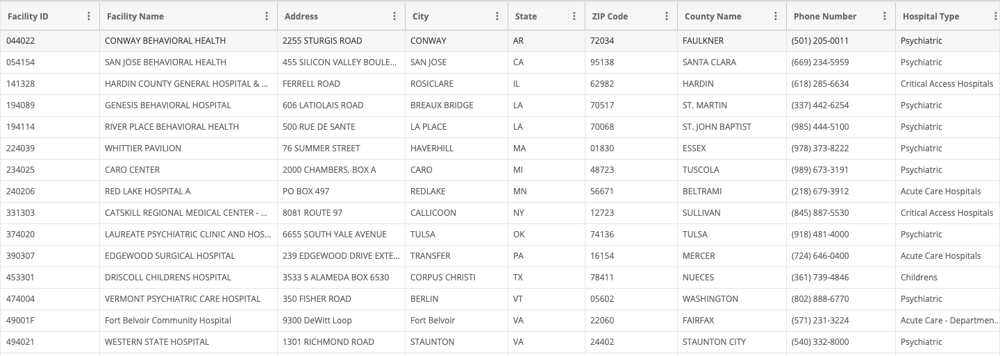 Facility ID Facility Name Address City State ZIP Code County Name Phone Number Hospital Type
044022 CONWAY BEHAVIORAL HEALTH 2255 STURGIS ROAD CONWAY AR 72034 FAULKNER (501) 205-0011 Psychiatric
054154 SAN JOSE BEHAVIORAL HEALTH 455 SILICON VALLEY BOULE... SAN JOSE CA 95138 SANTA CLARA (669) 234-5959 Psychiatric
141328 HARDIN COUNTY GENERAL HOSPITAL & ... FERRELL ROAD ROSICLARE IL 62982 HARDIN (618) 285-6634 Critical Access Hospitals
194089 GENESIS BEHAVIORAL HOSPITAL 606 LATIOLAIS ROAD BREAUX BRIDGE LA 70517 ST. MARTIN (337) 442-6254 Psychiatric
194114 RIVER PLACE BEHAVIORAL HEALTH 500 RUE DE SANTE LA PLACE LA 70068 ST. JOHN BAPTIST (985) 444-5100 Psychiatric
224039 WHITTIER PAVILION 76 SUMMER STREET HAVERHILL MA 01830 ESSEX (978) 373-8222 Psychiatric
234025 CARO CENTER 2000 CHAMBERS, BOX A CARO MI 48723 TUSCOLA (989) 673-3191 Psychiatric
240206 RED LAKE HOSPITAL A PO BOX 497 REDLAKE MN 56671 BELTRAMI (218) 679-3912 Acute Care Hospitals
331303 CATSKILL REGIONAL MEDICAL CENTER - ... 8081 ROUTE 97 CALLICOON NY 12723 SULLIVAN (845) 887-5530 Critical Access Hospitals
374020 LAUREATE PSYCHIATRIC CLINIC AND HOS... 6655 SOUTH YALE AVENUE TULSA OK 74136 TULSA (918) 481-4000 Psychiatric
390307 EDGEWOOD SURGICAL HOSPITAL 239 EDGEWOOD DRIVE EXTE... TRANSFER PA 16154 MERCER (724) 646-0400 Acute Care Hospitals
453301 DRISCOLL CHILDRENS HOSPITAL 3533 S ALAMEDA BOX 6530 CORPUS CHRISTI TX 78411 NUECES (361) 739-4846 Childrens
474004 VERMONT PSYCHIATRIC CARE HOSPITAL 350 FISHER ROAD BERLIN VT 05602 WASHINGTON (802) 888-6770 Psychiatric
49001F Fort Belvoir Community Hospital 9300 DeWitt Loop Fort Belvoir VA 22060 FAIRFAX (571) 231-3224 Acute Care - Departmen...
494021 WESTERN STATE HOSPITAL 1301 RICHMOND ROAD STAUNTON VA 24402 STAUNTON CITY (540) 332-8000 Psychiatric